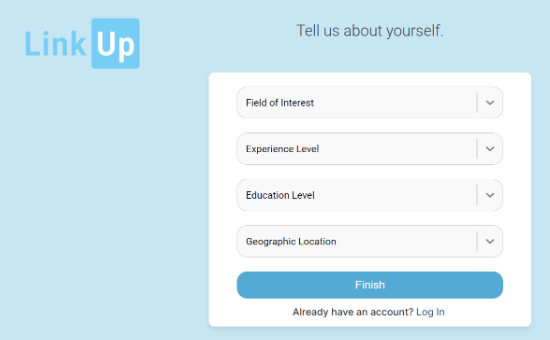 Link Up
Tell us about yourself.
Field of Interest
Experience Level
Education Level
Geographic Location
Finish
Already have an account? Log In